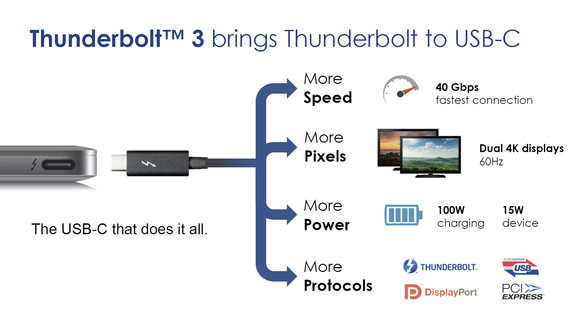 Thunderbolt™ 3 brings Thunderbolt to USB-C
More
Speed
40 Gbps
fastest connection
More
Pixels
Dual 4K displays
60Hz
The USB-C that does it all.
More
Power
100W
charging
15W
device
More
Protocols
THUNDERBOLT™
USB
DisplayPort
PCI
EXPRESS®